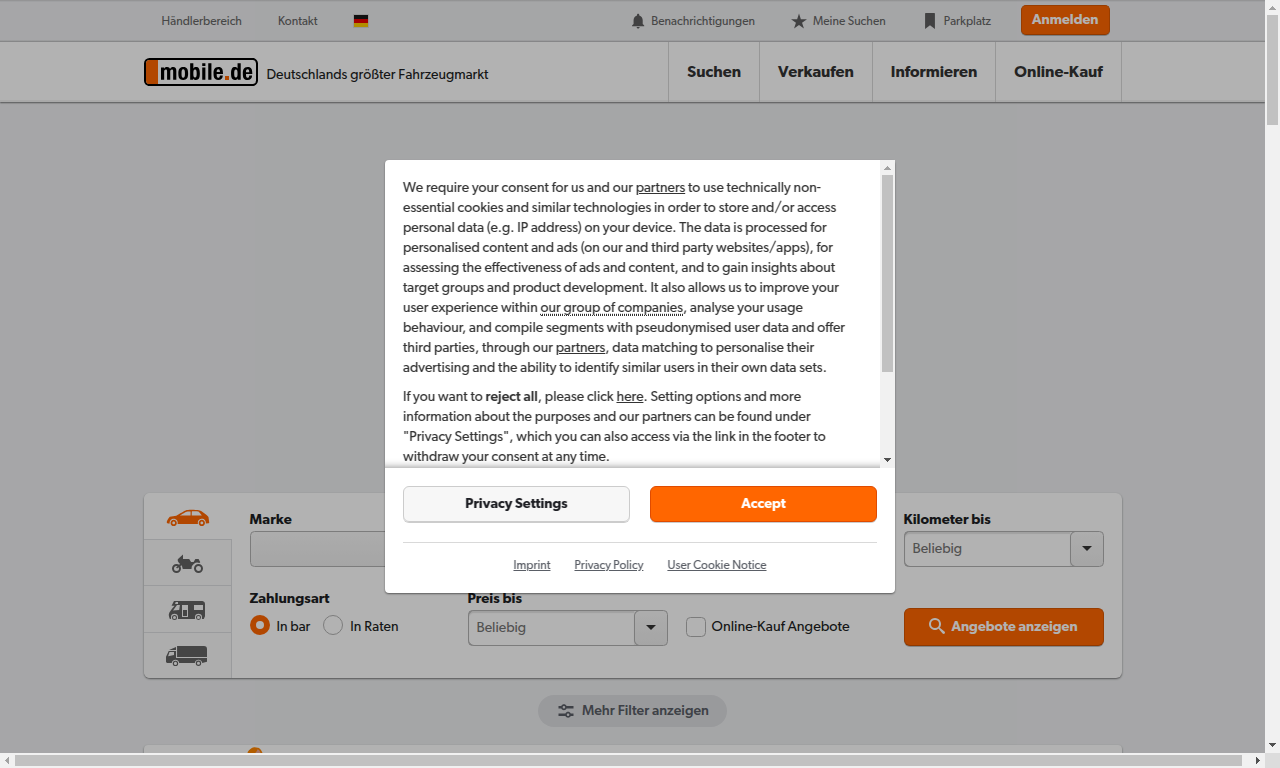 Händlerbereich Kontakt Benachrichtigungen Meine Suchen Parkplatz Anmelden
mobile.de Deutschlands größter Fahrzeugmarkt Suchen Verkaufen Informieren Online-Kauf
We require your consent for us and our partners to use technically non-
essential cookies and similar technologies in order to store and/or access
personal data (e.g. IP address) on your device. The data is processed for
personalised content and ads (on our and third party websites/apps), for
assessing the effectiveness of ads and content, and to gain insights about
target groups and product development. It also allows us to improve your
user experience within our group of companies, analyse your usage
behaviour, and compile segments with pseudonymised user data and offer
third parties, through our partners, data matching to personalise their
advertising and the ability to identify similar users in their own data sets.
If you want to reject all, please click here. Setting options and more
information about the purposes and our partners can be found under
"Privacy Settings", which you can also access via the link in the footer to
withdraw your consent at any time.
Privacy Settings Accept
Imprint Privacy Policy User Cookie Notice
Marke Kilometer bis
Beliebig
Zahlungsart Preis bis
In bar In Raten Beliebig Online-Kauf Angebote Angebote anzeigen
Mehr Filter anzeigen